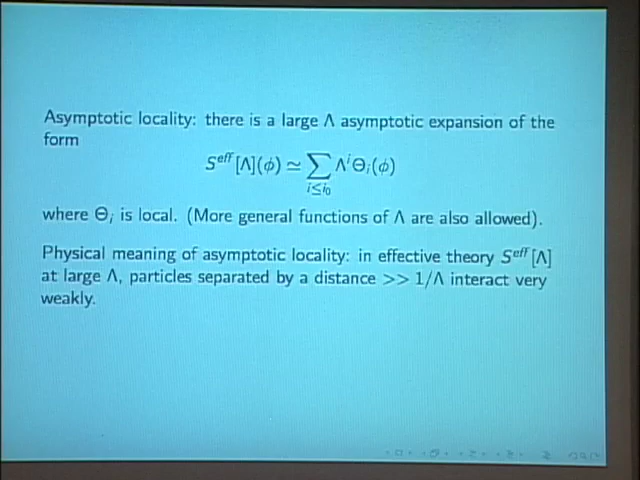 Asymptotic locality: there is a large Λ asymptotic expansion of the
form
S^{eff}[Λ](ϕ) ≃ ∑_{i≤i_0} Λ^i Θ_i(ϕ)
where Θ_i is local. (More general functions of Λ are also allowed).
Physical meaning of asymptotic locality: in effective theory S^{eff}[Λ]
at large Λ, particles separated by a distance >> 1/Λ interact very
weakly.